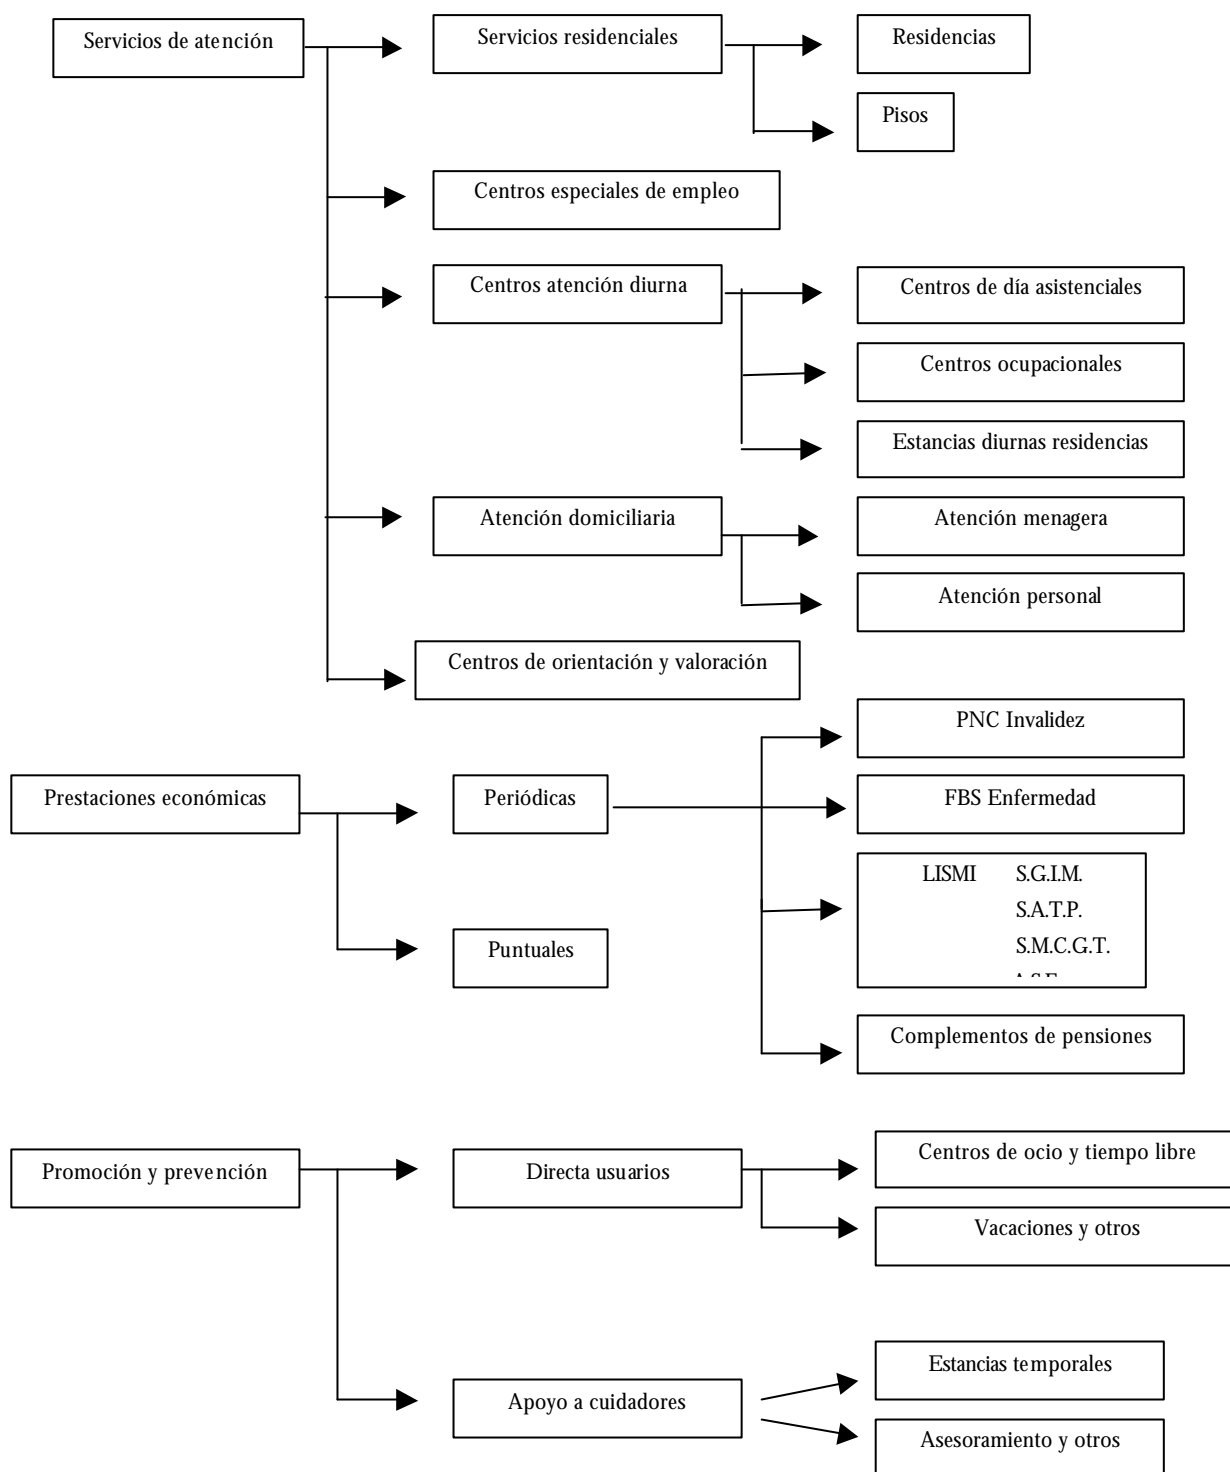 Servicios de atención
Servicios residenciales
Residencias
Pisos
Centros especiales de empleo
Centros atención diurna
Centros de día asistenciales
Centros ocupacionales
Estancias diurnas residencias
Atención domiciliaria
Atención menagera
Atención personal
Centros de orientación y valoración
PNC Invalidez
Prestaciones económicas
Periódicas
FBS Enfermedad
LISMI S.G.I.M.
S.A.T.P.
S.M.C.G.T.
Puntuales
Complementos de pensiones
Promoción y prevención
Directa usuarios
Centros de ocio y tiempo libre
Vacaciones y otros
Apoyo a cuidadores
Estancias temporales
Asesoramiento y otros